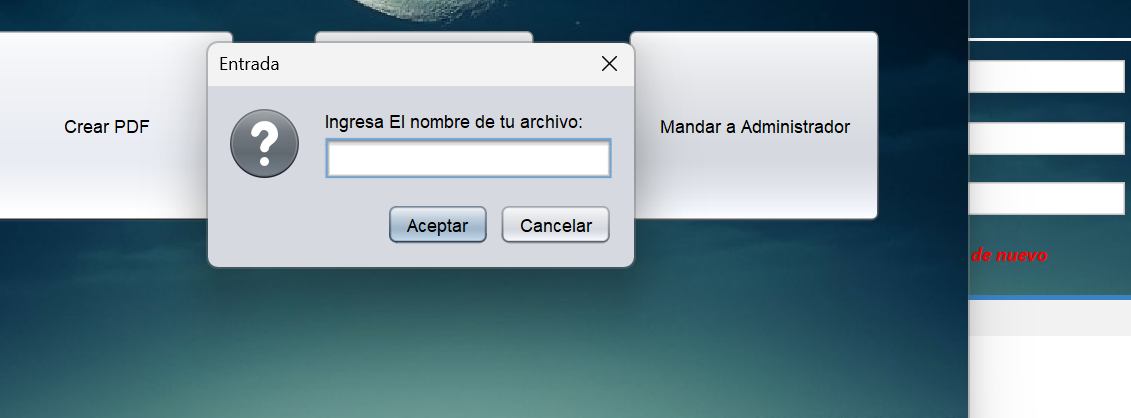 Entrada
Ingresa El nombre de tu archivo:
Crear PDF
Mandar a Administrador
Aceptar
Cancelar
de nuevo